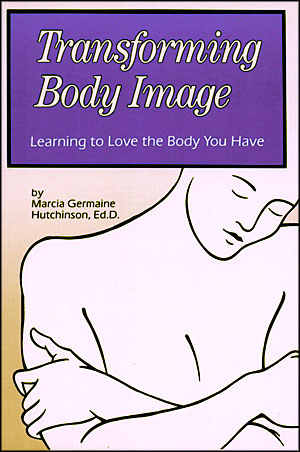 Transforming
Body Image
Learning to Love the Body You Have
by
Marcia Germaine
Hutchinson, Ed.D.